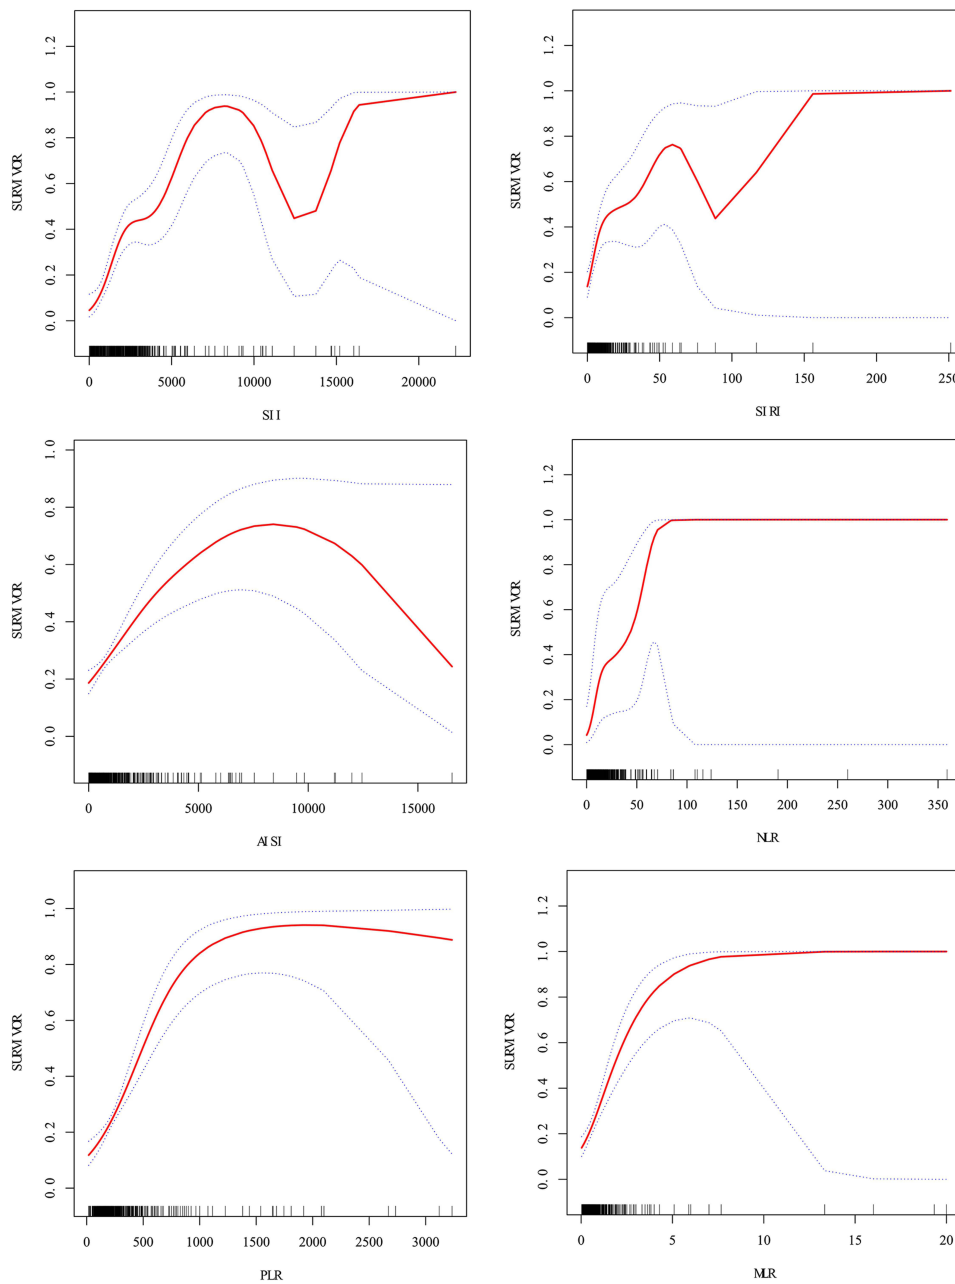 SURVIVOR
0.0 0.2 0.4 0.6 0.8 1.0 1.2
0 5000 10000 15000 20000
SII
SURVIVOR
0.0 0.2 0.4 0.6 0.8 1.0 1.2
0 50 100 150 200 250
SIRI
SURVIVOR
0.0 0.2 0.4 0.6 0.8 1.0
0 5000 10000 15000
AISI
SURVIVOR
0.0 0.2 0.4 0.6 0.8 1.0 1.2
0 50 100 150 200 250 300 350
NLR
SURVIVOR
0.0 0.2 0.4 0.6 0.8 1.0
0 500 1000 1500 2000 2500 3000
PLR
SURVIVOR
0.0 0.2 0.4 0.6 0.8 1.0 1.2
0 5 10 15 20
MLR